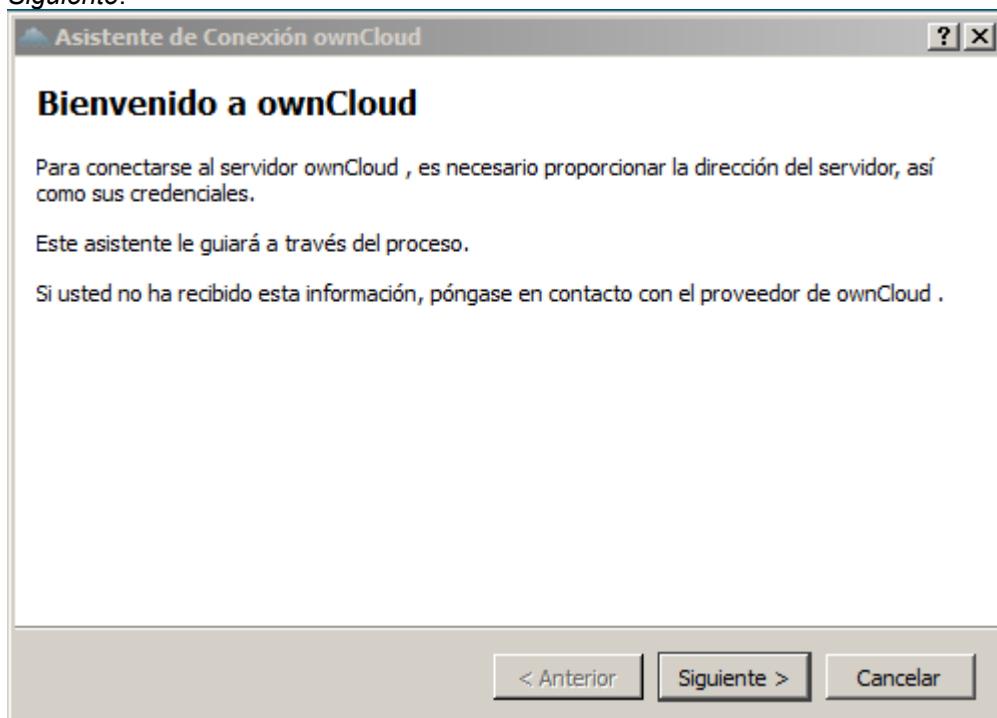 Siguiente.
Asistente de Conexión ownCloud
Bienvenido a ownCloud
Para conectarse al servidor ownCloud , es necesario proporcionar la dirección del servidor, así
como sus credenciales.
Este asistente le guiará a través del proceso.
Si usted no ha recibido esta información, póngase en contacto con el proveedor de ownCloud .
< Anterior
Siguiente >
Cancelar